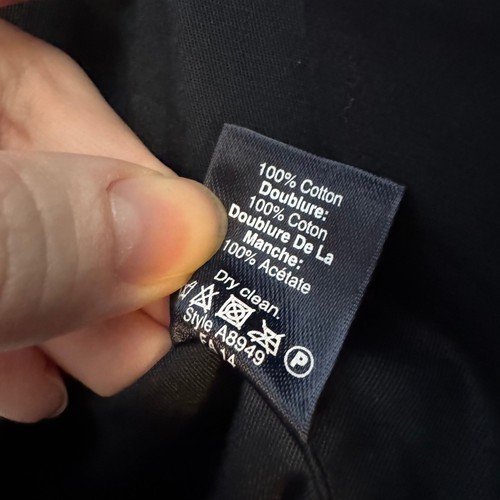 100% Cotton
Doublure:
100% Coton
Doublure De La
Manche:
100% Acétate
Dry clean.
P
Style A8949